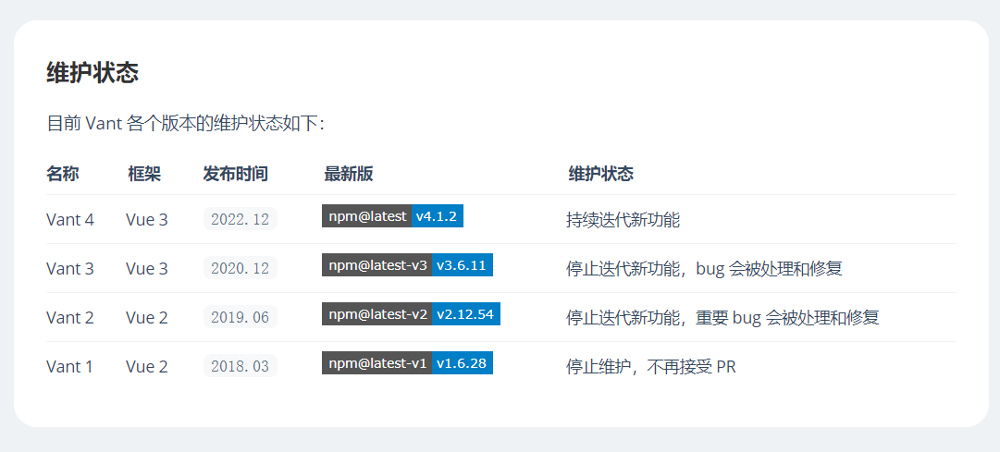 维护状态
目前 Vant 各个版本的维护状态如下：
名称 框架 发布时间 最新版 维护状态
Vant 4 Vue 3 2022.12 npm@latest v4.1.2 持续迭代新功能
Vant 3 Vue 3 2020.12 npm@latest-v3 v3.6.11 停止迭代新功能，bug 会被处理和修复
Vant 2 Vue 2 2019.06 npm@latest-v2 v2.12.54 停止迭代新功能，重要 bug 会被处理和修复
Vant 1 Vue 2 2018.03 npm@latest-v1 v1.6.28 停止维护，不再接受 PR